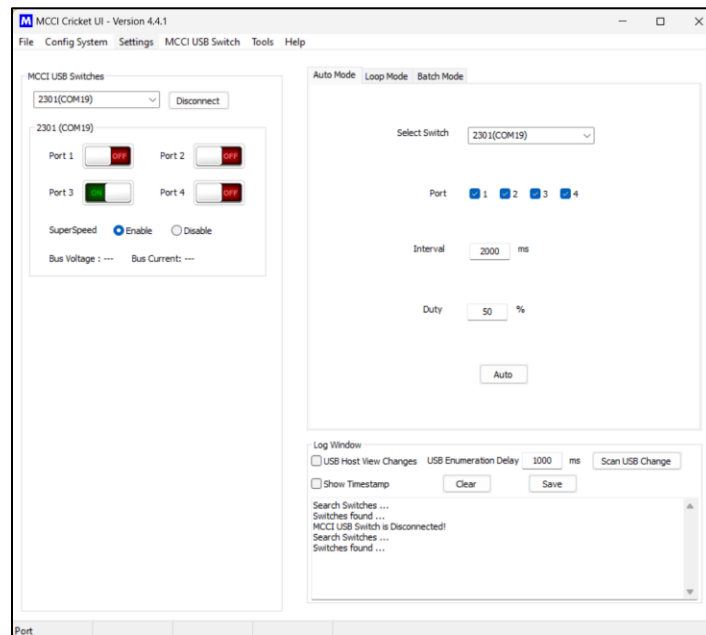 M MCCI Cricket UI - Version 4.4.1
File Config System Settings MCCI USB Switch Tools Help
MCCI USB Switches
2301(COM19) Disconnect
2301 (COM19)
Port 1 OFF Port 2 OFF
Port 3 ON Port 4 OFF
SuperSpeed Enable Disable
Bus Voltage : --- Bus Current: ---
Auto Mode Loop Mode Batch Mode
Select Switch 2301(COM19)
Port 1 2 3 4
Interval 2000 ms
Duty 50 %
Auto
Log Window
USB Host View Changes USB Enumeration Delay 1000 ms Scan USB Change
Show Timestamp Clear Save
Search Switches ...
Switches found ...
MCCI USB Switch is Disconnected!
Search Switches ...
Switches found ...
Port